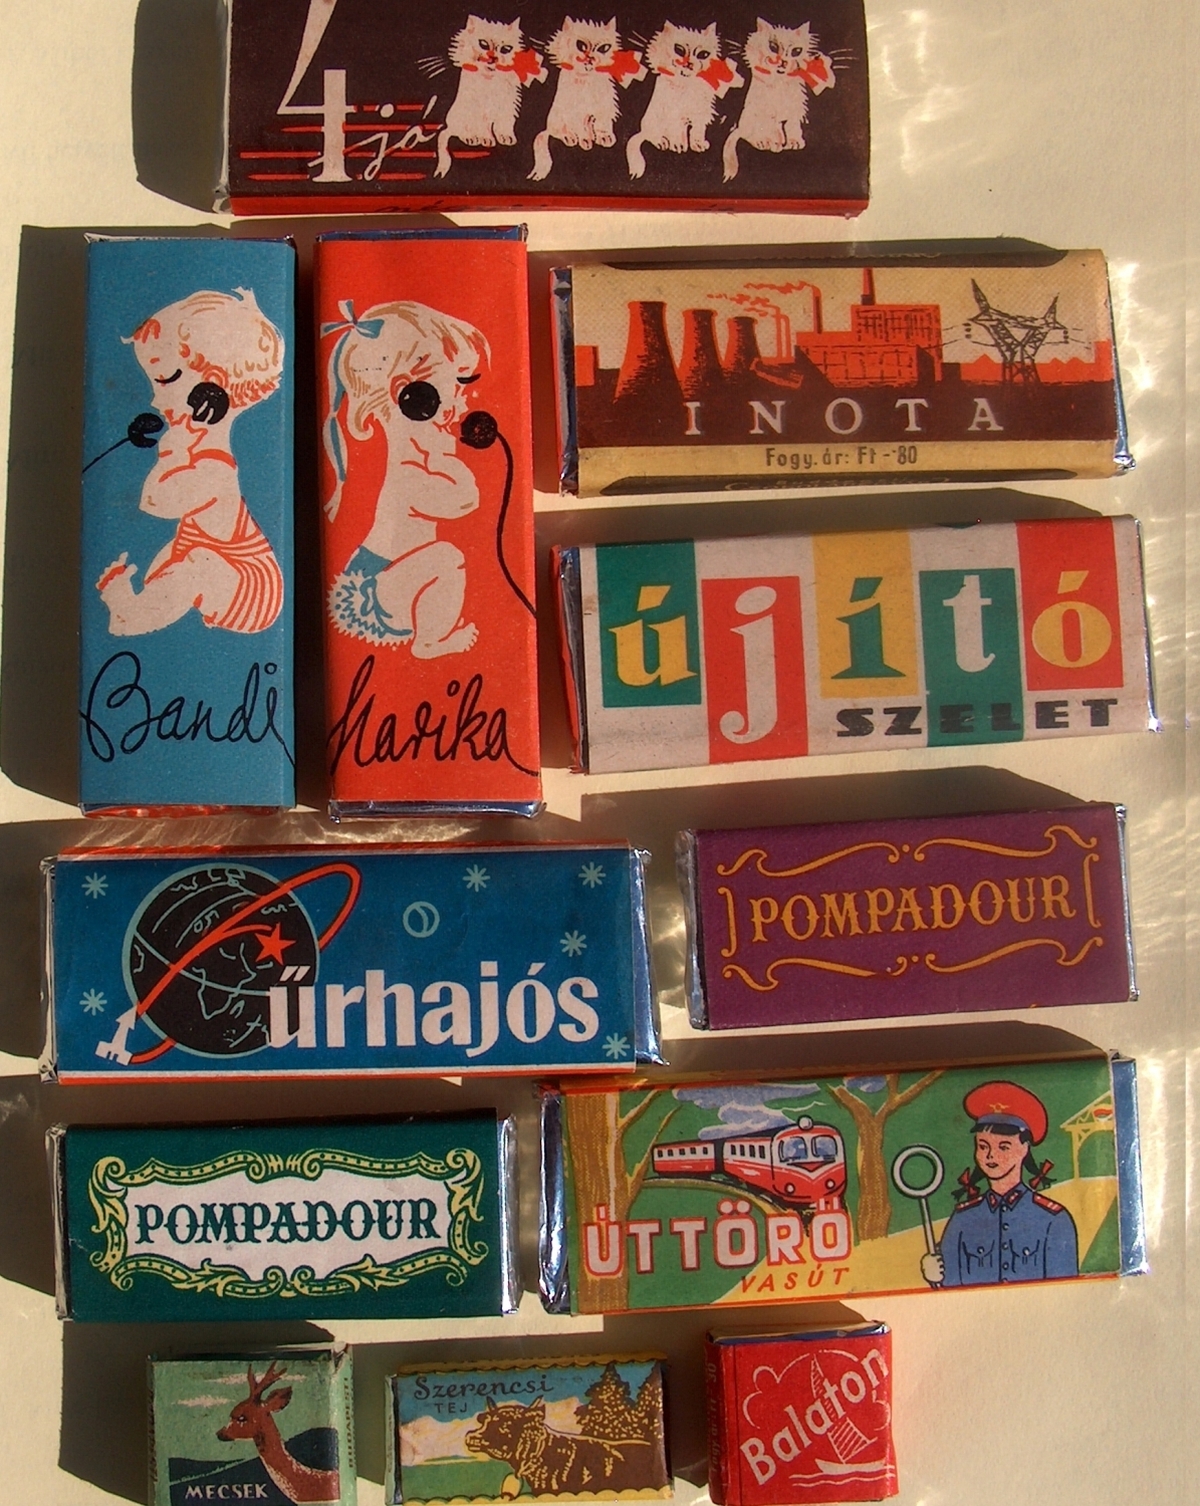 4
jó
Bandi
Marika
INOTA
Fogy. ár: Ft -·80
újító
SZELET
űrhajós
POMPADOUR
POMPADOUR
ÚTTÖRŐ
VASÚT
MECSEK
Szerencsi
TEJ
Balaton